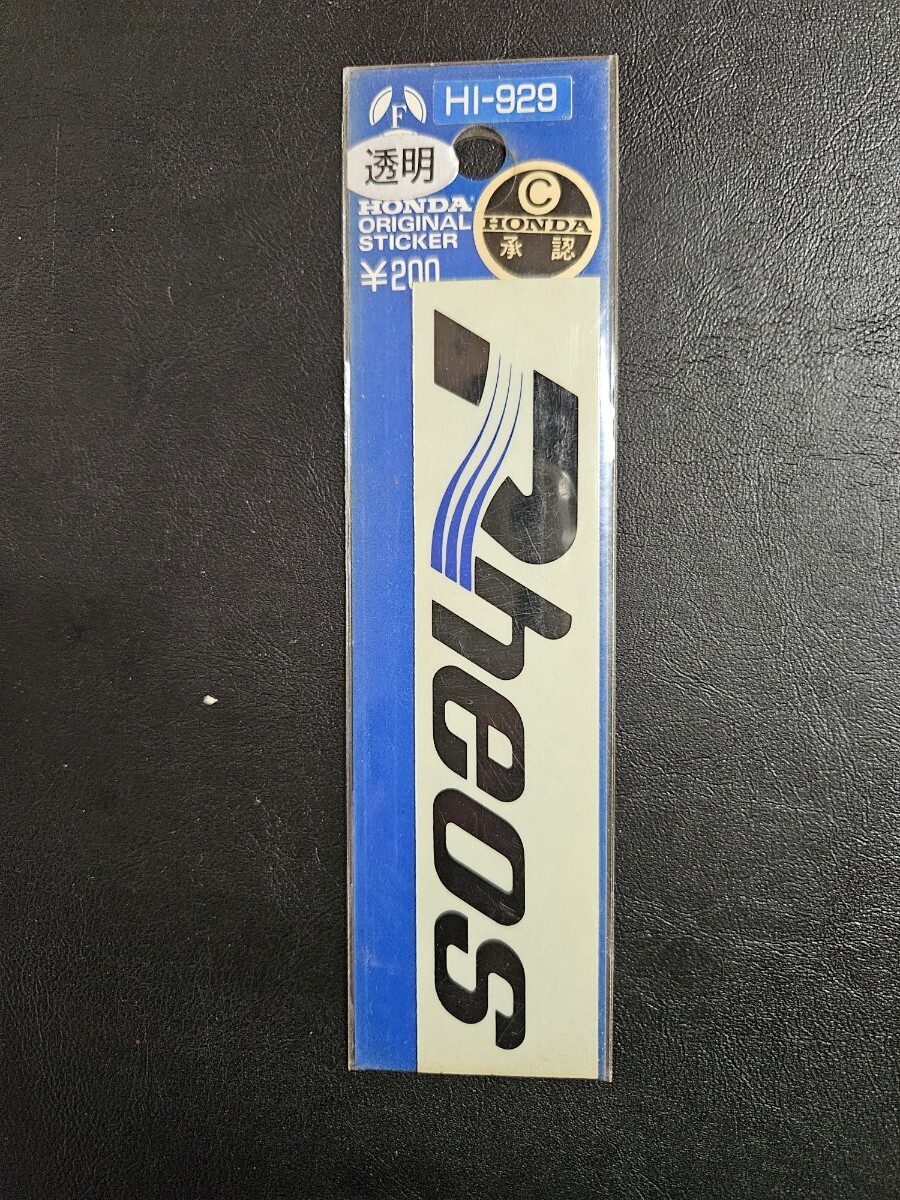 HI-929
F
透明
HONDA
ORIGINAL
STICKER
¥200
C
HONDA
承認
Rheos